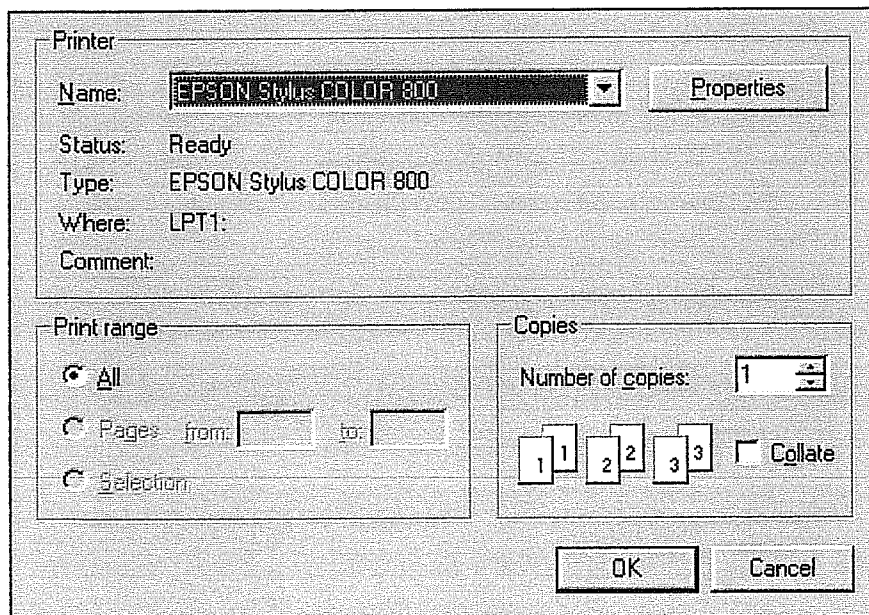 Printer
Name: EPSON Stylus COLOR 800 Properties
Status: Ready
Type: EPSON Stylus COLOR 800
Where: LPT1:
Comment:
Print range
All
Pages from: to:
Selection
Copies
Number of copies: 1
1 1 2 2 3 3 Collate
OK Cancel